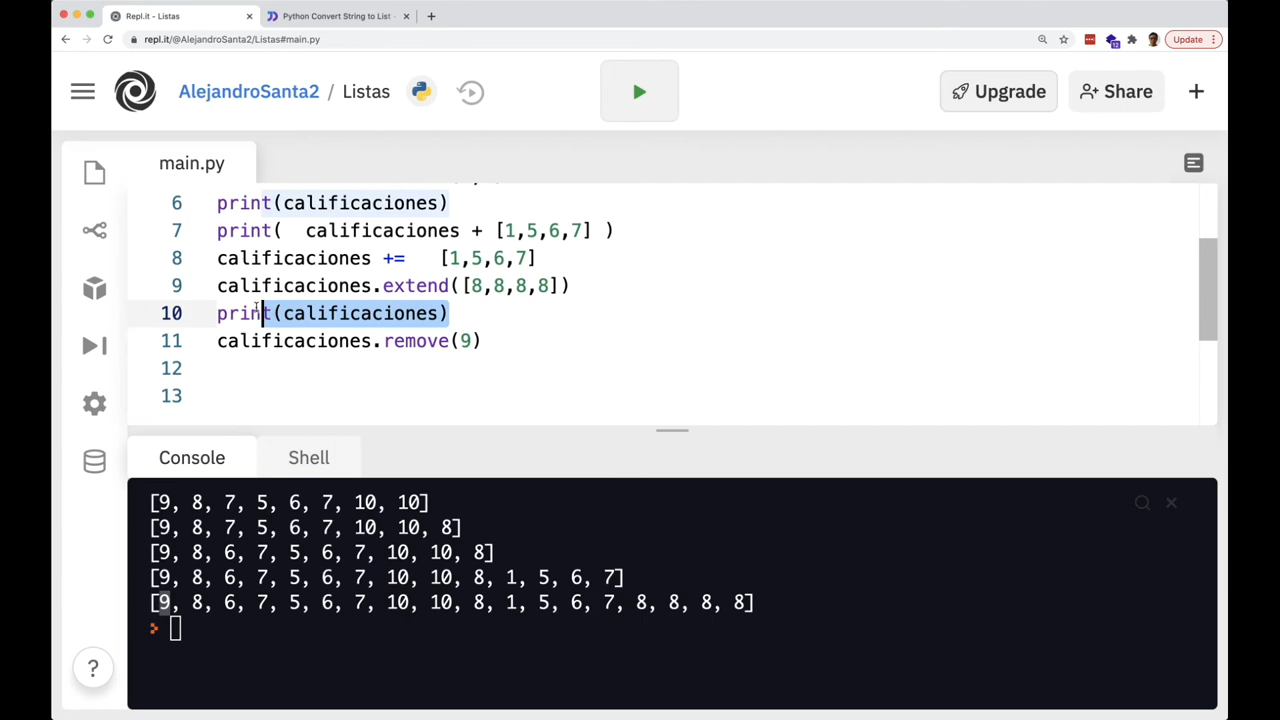 Repl.it - Listas
Python Convert String to List
repl.it/@AlejandroSanta2/Listas#main.py
12
Update
AlejandroSanta2 / Listas
Upgrade
Share
main.py
6 print(calificaciones)
7 print(  calificaciones + [1,5,6,7] )
8 calificaciones +=   [1,5,6,7]
9 calificaciones.extend([8,8,8,8])
10 print(calificaciones)
11 calificaciones.remove(9)
12
13
Console
Shell
[9, 8, 7, 5, 6, 7, 10, 10]
[9, 8, 7, 5, 6, 7, 10, 10, 8]
[9, 8, 6, 7, 5, 6, 7, 10, 10, 8]
[9, 8, 6, 7, 5, 6, 7, 10, 10, 8, 1, 5, 6, 7]
[9, 8, 6, 7, 5, 6, 7, 10, 10, 8, 1, 5, 6, 7, 8, 8, 8, 8]
>
?